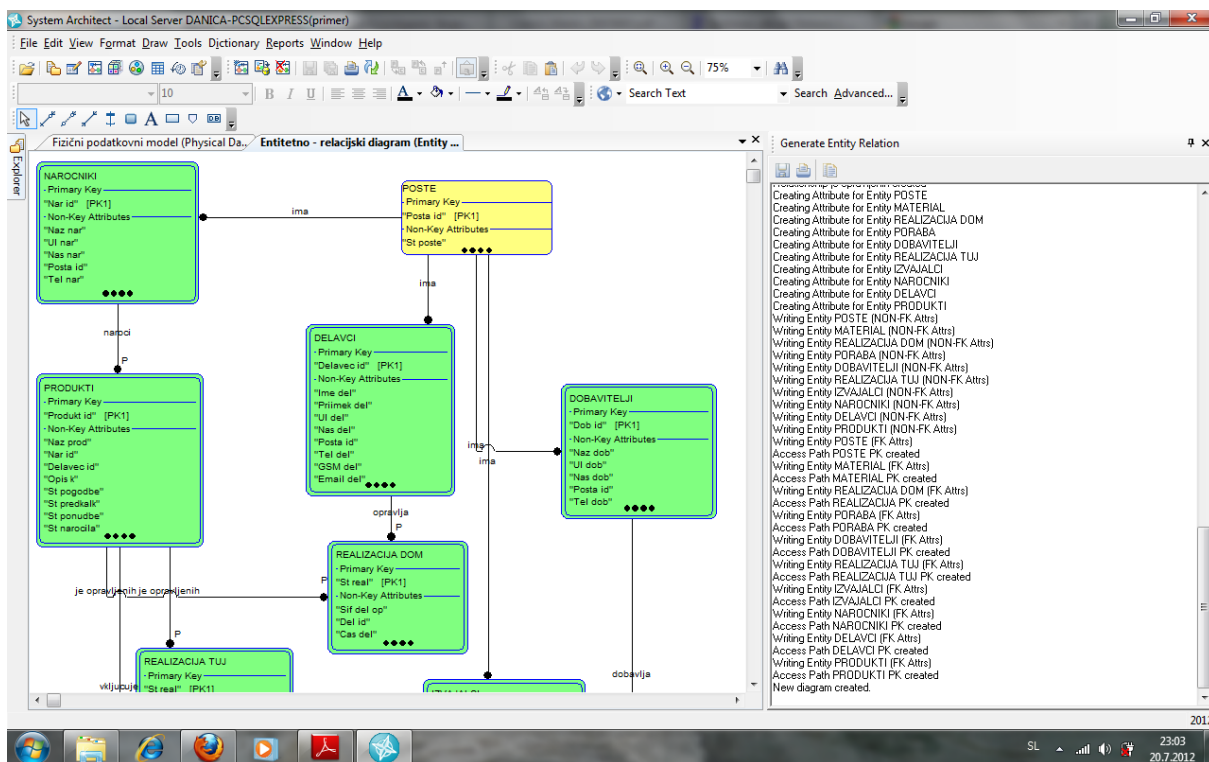 System Architect - Local Server DANICA-PCSQLEXPRESS(primer)
File Edit View Format Draw Tools Dictionary Reports Window Help
75%
10
B I U
A
Search Text
Search Advanced...
A
DB
Explorer
Fizični podatkovni model (Physical Da...
Entitetno - relacijski diagram (Entity ...
NAROCNIKI
Primary Key
"Nar id" [PK1]
Non-Key Attributes
"Naz nar"
"Ul nar"
"Nas nar"
"Posta id"
"Tel nar"
ima
POSTE
Primary Key
"Posta id" [PK1]
Non-Key Attributes
"St poste"
ima
naroci
P
DELAVCI
Primary Key
"Delavec id" [PK1]
Non-Key Attributes
"Ime del"
"Priimek del"
"Ul del"
"Nas del"
"Posta id"
"Tel del"
"GSM del"
"Email del"
ima
ima
DOBAVITELJI
Primary Key
"Dob id" [PK1]
Non-Key Attributes
"Naz dob"
"Ul dob"
"Nas dob"
"Posta id"
"Tel dob"
PRODUKTI
Primary Key
"Produkt id" [PK1]
Non-Key Attributes
"Naz prod"
"Nar id"
"Delavec id"
"Opis k"
"St pogodbe"
"St predkalk"
"St ponudbe"
"St narocila"
opravlja
P
je opravljenih je opravljenih
P
REALIZACIJA DOM
Primary Key
"St real" [PK1]
Non-Key Attributes
"Sif del op"
"Del id"
"Cas del"
P
REALIZACIJA TUJ
Primary Key
"St real" [PK1]
vkljucuje
dobavlja
IZVAJALCI
Generate Entity Relation
Relationship je opravljenih created
Creating Attribute for Entity POSTE
Creating Attribute for Entity MATERIAL
Creating Attribute for Entity REALIZACIJA DOM
Creating Attribute for Entity PORABA
Creating Attribute for Entity DOBAVITELJI
Creating Attribute for Entity REALIZACIJA TUJ
Creating Attribute for Entity IZVAJALCI
Creating Attribute for Entity NAROCNIKI
Creating Attribute for Entity DELAVCI
Creating Attribute for Entity PRODUKTI
Writing Entity POSTE (NON-FK Attrs)
Writing Entity MATERIAL (NON-FK Attrs)
Writing Entity REALIZACIJA DOM (NON-FK Attrs)
Writing Entity PORABA (NON-FK Attrs)
Writing Entity DOBAVITELJI (NON-FK Attrs)
Writing Entity REALIZACIJA TUJ (NON-FK Attrs)
Writing Entity IZVAJALCI (NON-FK Attrs)
Writing Entity NAROCNIKI (NON-FK Attrs)
Writing Entity DELAVCI (NON-FK Attrs)
Writing Entity PRODUKTI (NON-FK Attrs)
Writing Entity POSTE (FK Attrs)
Access Path POSTE PK created
Writing Entity MATERIAL (FK Attrs)
Access Path MATERIAL PK created
Writing Entity REALIZACIJA DOM (FK Attrs)
Access Path REALIZACIJA PK created
Writing Entity PORABA (FK Attrs)
Access Path PORABA PK created
Writing Entity DOBAVITELJI (FK Attrs)
Access Path DOBAVITELJI PK created
Writing Entity REALIZACIJA TUJ (FK Attrs)
Access Path REALIZACIJA TUJ PK created
Writing Entity IZVAJALCI (FK Attrs)
Access Path IZVAJALCI PK created
Writing Entity NAROCNIKI (FK Attrs)
Access Path NAROCNIKI PK created
Writing Entity DELAVCI (FK Attrs)
Access Path DELAVCI PK created
Writing Entity PRODUKTI (FK Attrs)
Access Path PRODUKTI PK created
New diagram created.
2012
SL
23:03
20.7.2012